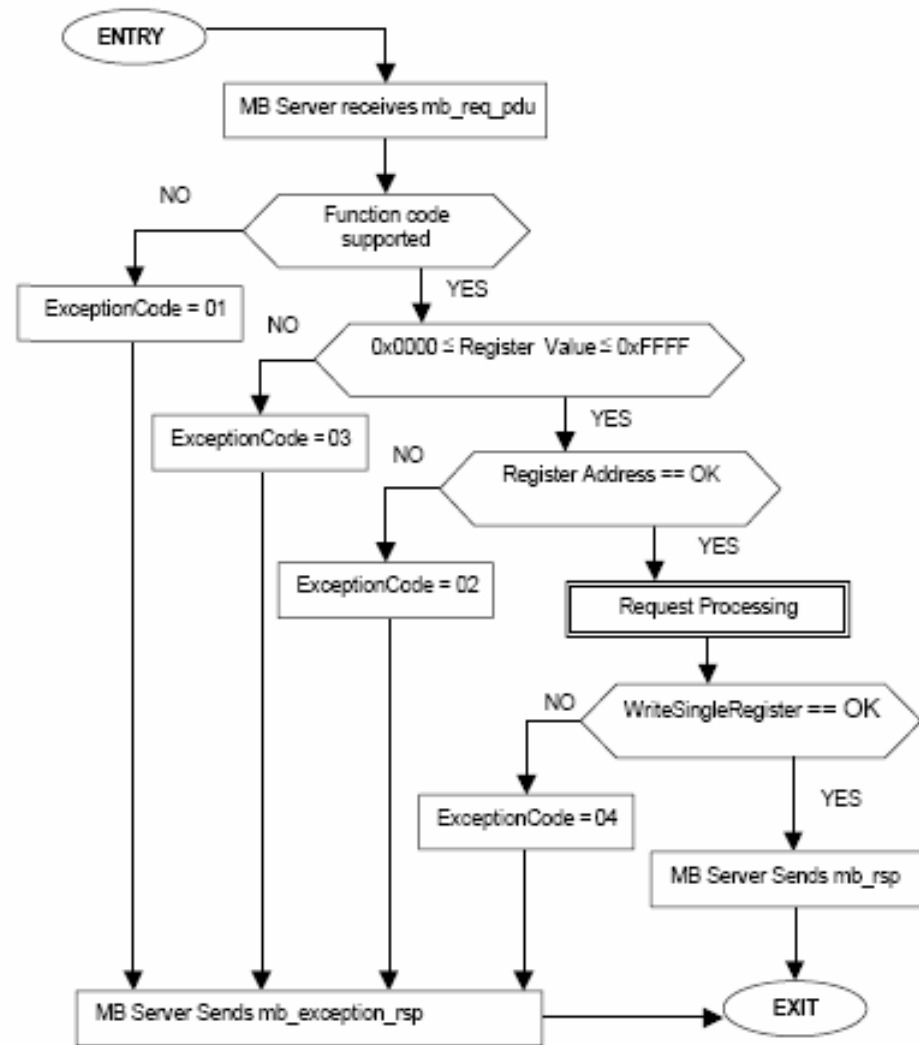 ENTRY
MB Server receives mb_req_pdu
NO
Function code
supported
YES
ExceptionCode = 01
NO
0x0000 ≤ Register Value ≤ 0xFFFF
YES
ExceptionCode = 03
NO
Register Address == OK
YES
ExceptionCode = 02
Request Processing
NO
WriteSingleRegister == OK
YES
ExceptionCode = 04
MB Server Sends mb_rsp
MB Server Sends mb_exception_rsp
EXIT